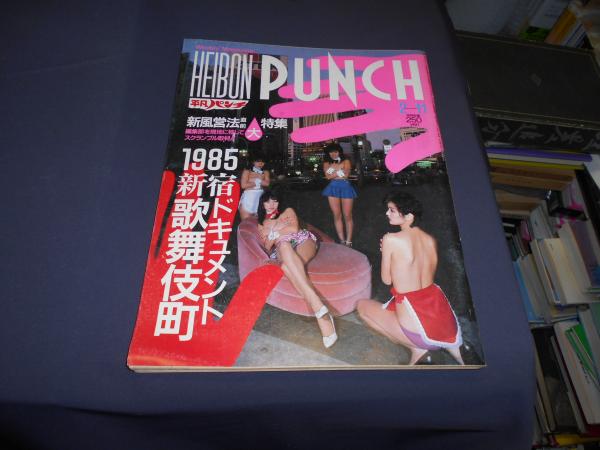 Weekly Magazine
HEIBON PUNCH
平凡パンチ
2—11
新風営法直前大特集
編集部を現地に移して
スクランブル取材!!
1985
新宿ドキュメント
歌舞伎町